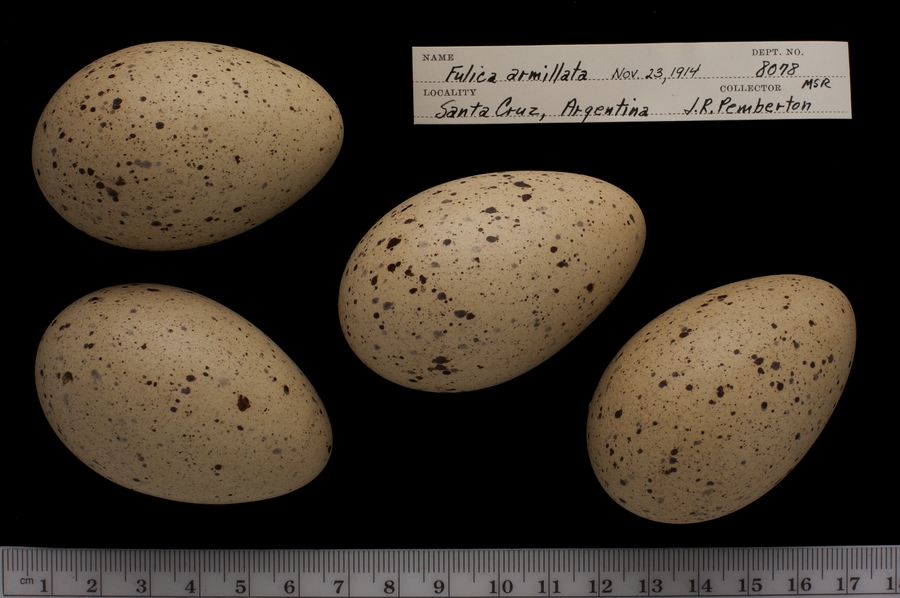 NAME DEPT. NO.
Fulica armillata Nov. 23, 1914 8078
LOCALITY COLLECTOR MSR
Santa Cruz, Argentina J.R. Pemberton
cm 1 2 3 4 5 6 7 8 9 10 11 12 13 14 15 16 17